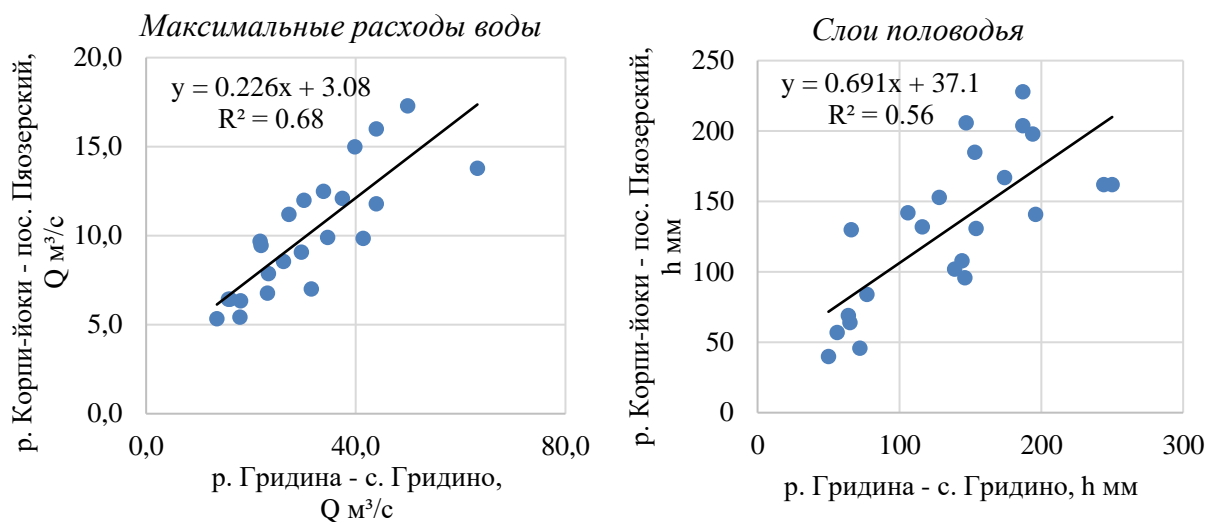 Максимальные расходы воды
р. Корпи-йоки - пос. Пяозерский,
Q м³/с
20,0
15,0
10,0
5,0
0,0
y = 0.226x + 3.08
R² = 0.68
0,0
40,0
80,0
р. Гридина - с. Гридино,
Q м³/с
Слои половодья
р. Корпи-йоки - пос. Пяозерский,
h мм
250
200
150
100
50
0
y = 0.691x + 37.1
R² = 0.56
0
100
200
300
р. Гридина - с. Гридино, h мм